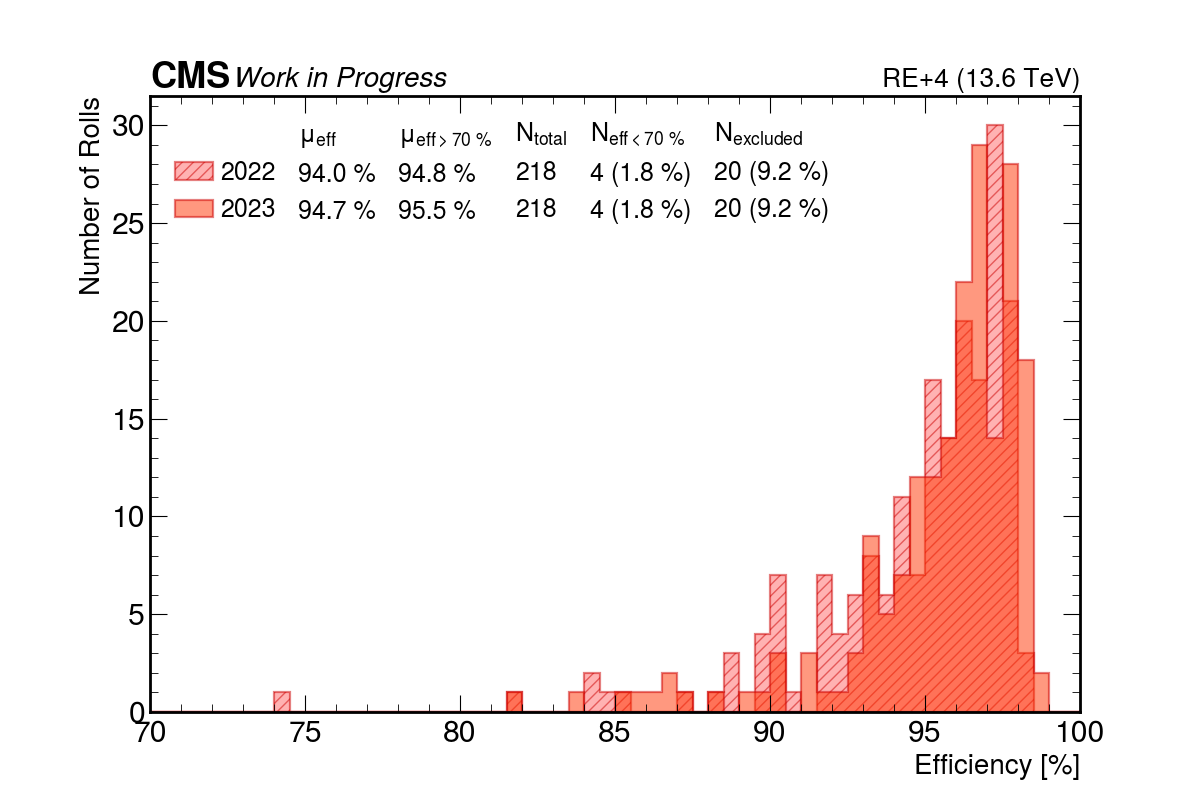 CMS Work in Progress RE+4 (13.6 TeV)
Number of Rolls
μeff μeff > 70 % Ntotal Neff < 70 % Nexcluded
2022 94.0 % 94.8 % 218 4 (1.8 %) 20 (9.2 %)
2023 94.7 % 95.5 % 218 4 (1.8 %) 20 (9.2 %)
30
25
20
15
10
5
0
70 75 80 85 90 95 100
Efficiency [%]